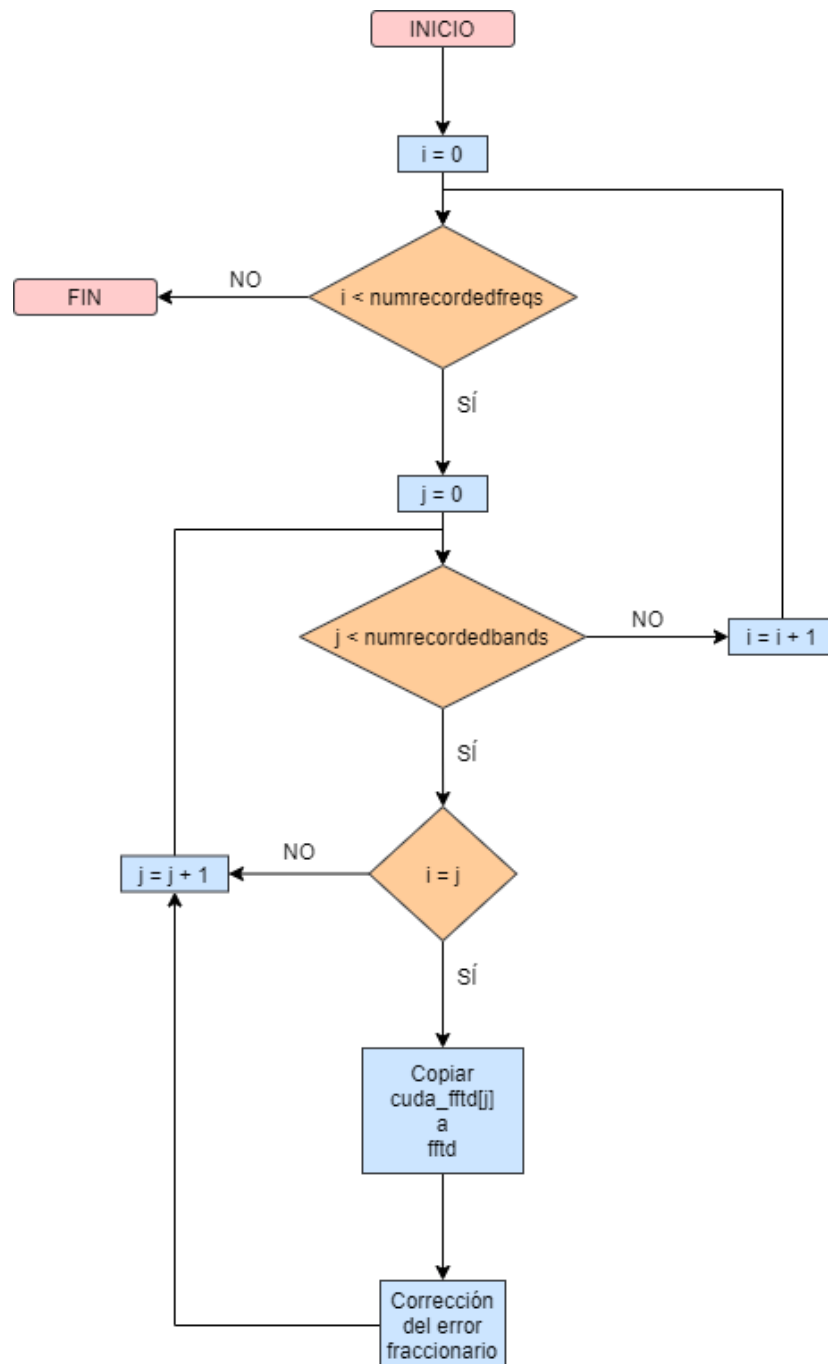 INICIO
i = 0
i < numrecordedfreqs
NO
FIN
SÍ
j = 0
j < numrecordedbands
NO
i = i + 1
SÍ
i = j
NO
j = j + 1
SÍ
Copiar
cuda_fftd[j]
a
fftd
Corrección
del error
fraccionario